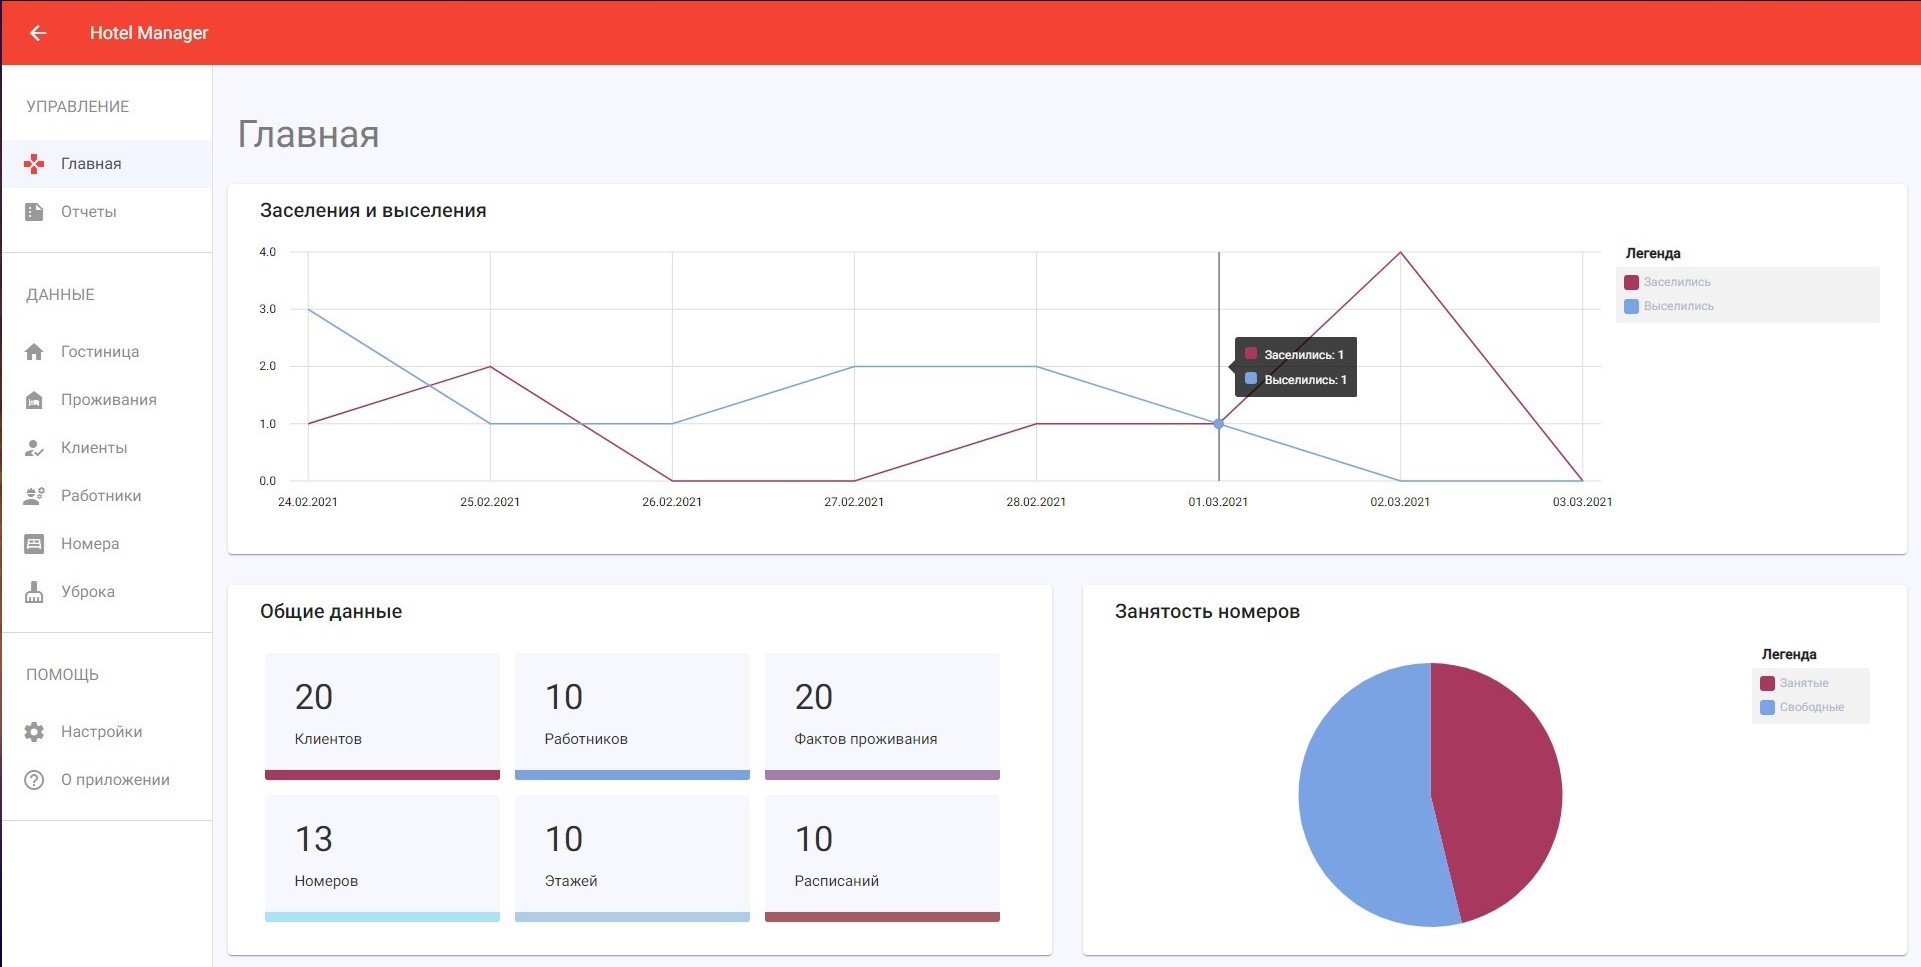 Hotel Manager
УПРАВЛЕНИЕ
Главная
Отчеты
ДАННЫЕ
Гостиница
Проживания
Клиенты
Работники
Номера
Уброка
ПОМОЩЬ
Настройки
О приложении
Главная
Заселения и выселения
4.0
3.0
2.0
1.0
0.0
24.02.2021 25.02.2021 26.02.2021 27.02.2021 28.02.2021 01.03.2021 02.03.2021 03.03.2021
Заселились: 1
Выселились: 1
Легенда
Заселились
Выселились
Общие данные
20
Клиентов
10
Работников
20
Фактов проживания
13
Номеров
10
Этажей
10
Расписаний
Занятость номеров
Легенда
Занятые
Свободные